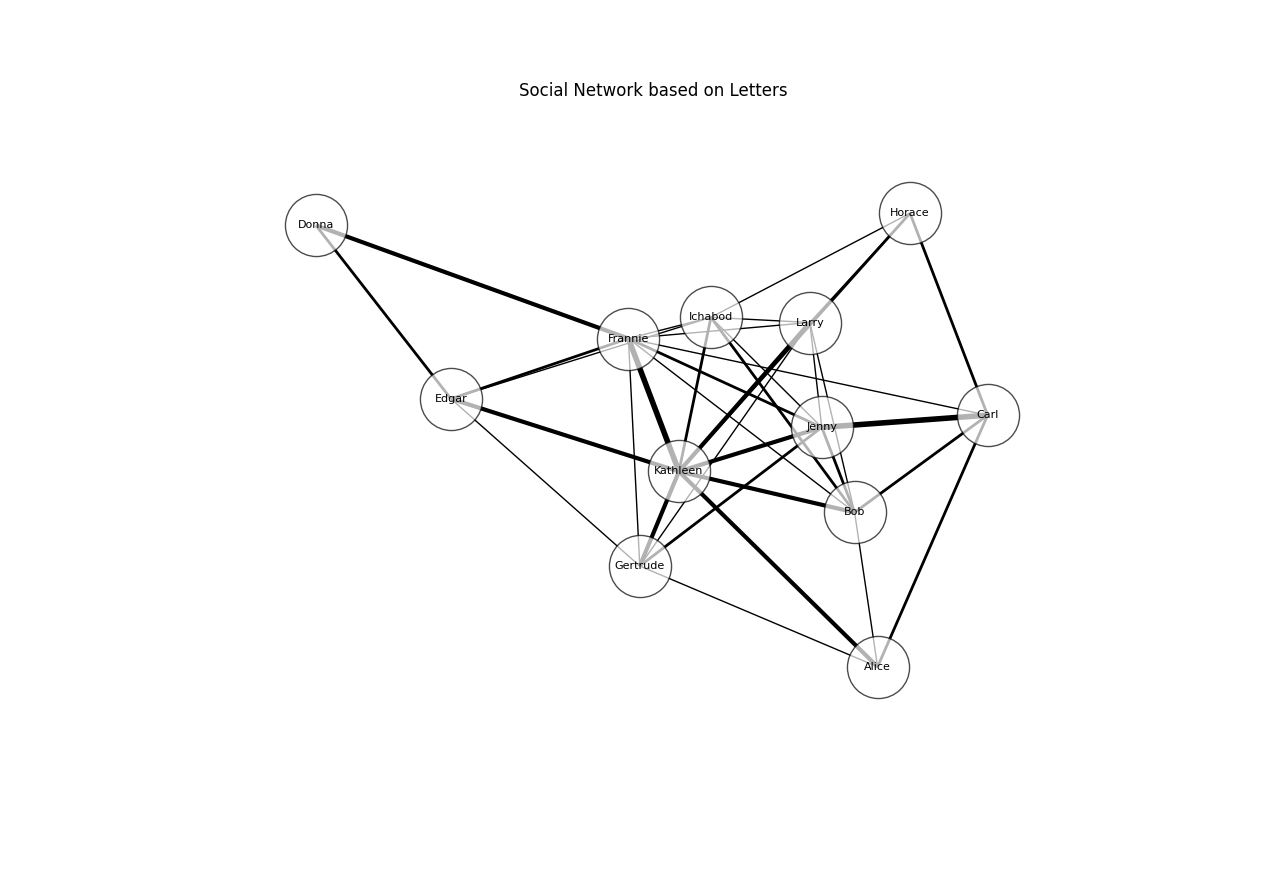 Social Network based on Letters
Horace
Donna
Ichabod
Larry
Frannie
Edgar
Carl
Jenny
Kathleen
Bob
Gertrude
Alice